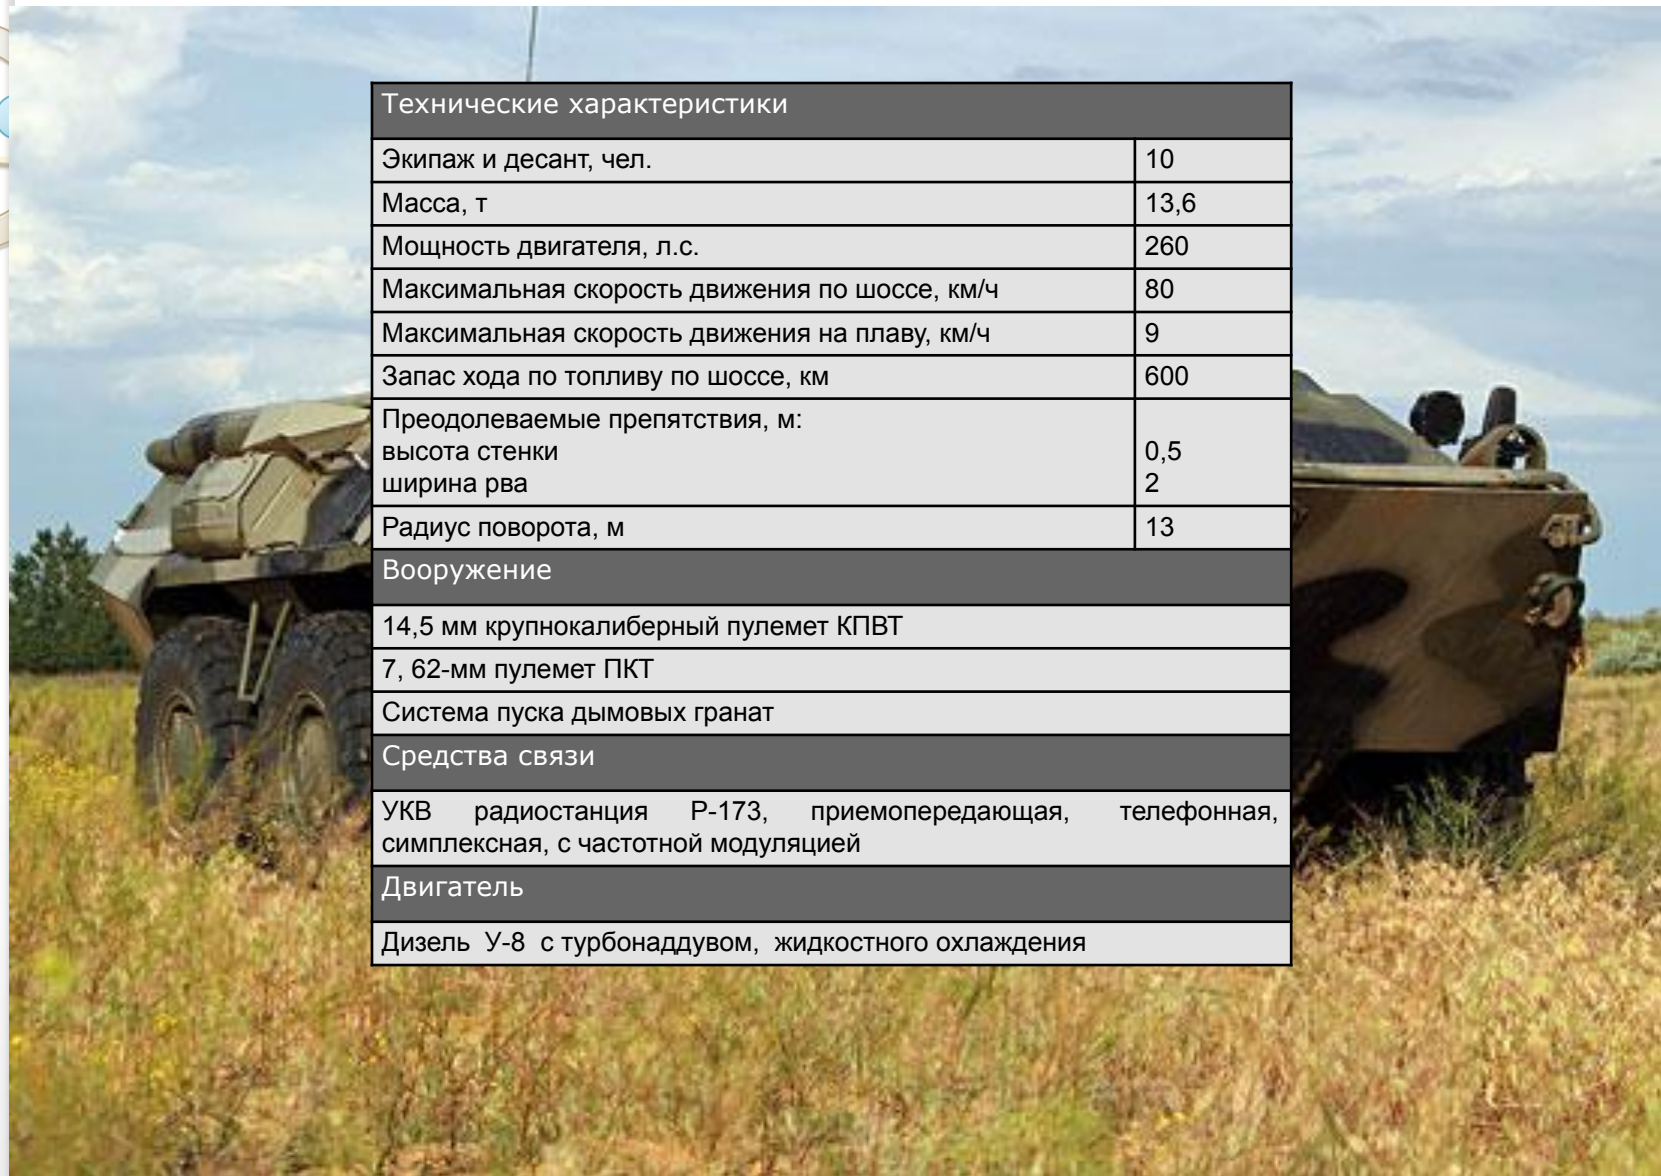 Технические характеристики
Экипаж и десант, чел. 10
Масса, т 13,6
Мощность двигателя, л.с. 260
Максимальная скорость движения по шоссе, км/ч 80
Максимальная скорость движения на плаву, км/ч 9
Запас хода по топливу по шоссе, км 600
Преодолеваемые препятствия, м:
высота стенки 0,5
ширина рва 2
Радиус поворота, м 13
Вооружение
14,5 мм крупнокалиберный пулемет КПВТ
7, 62-мм пулемет ПКТ
Система пуска дымовых гранат
Средства связи
УКВ радиостанция Р-173, приемопередающая, телефонная,
симплексная, с частотной модуляцией
Двигатель
Дизель У-8 с турбонаддувом, жидкостного охлаждения